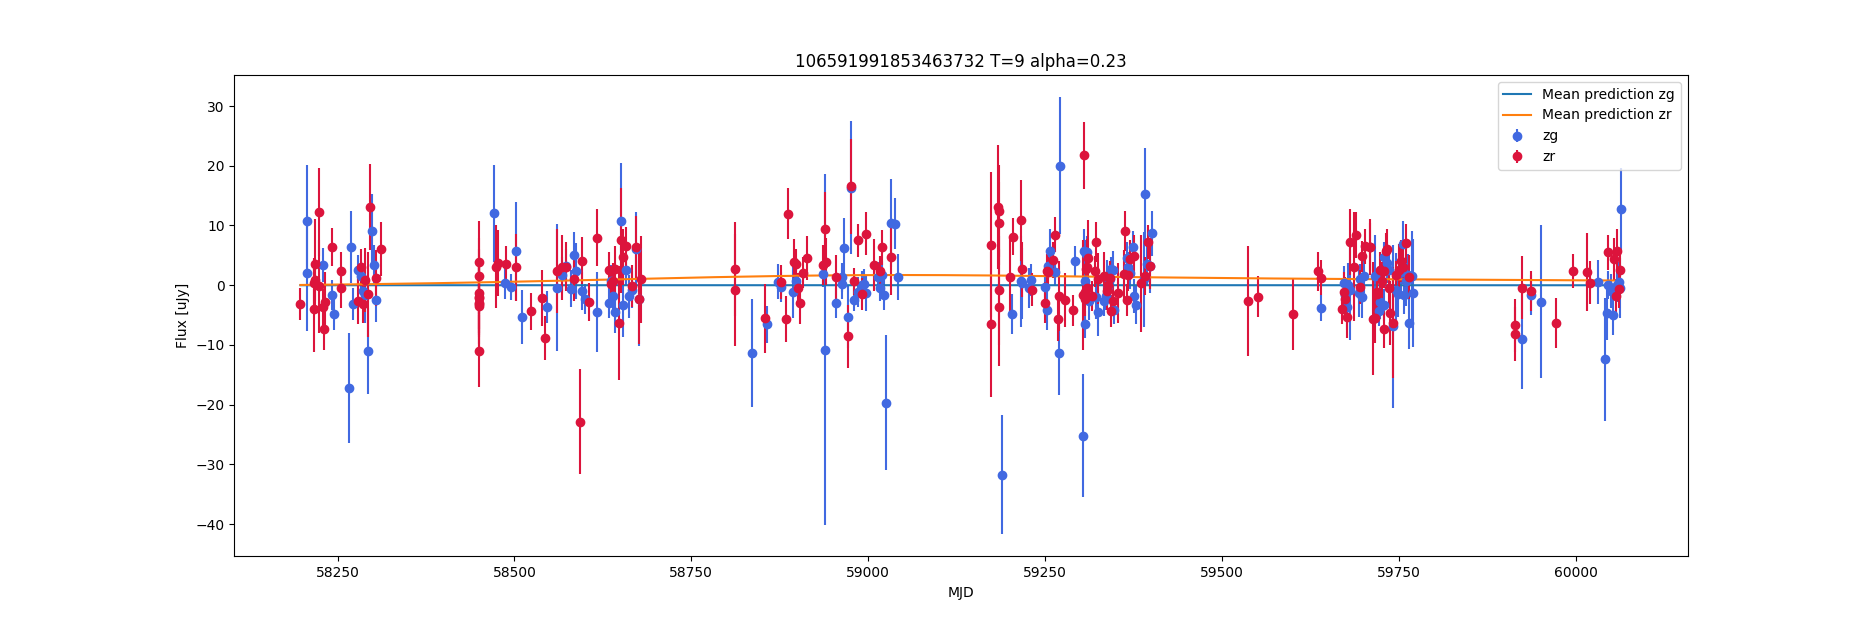 106591991853463732 T=9 alpha=0.23
Mean prediction zg
Mean prediction zr
zg
zr
30
20
10
0
−10
−20
−30
−40
Flux [uJy]
58250 58500 58750 59000 59250 59500 59750 60000
MJD